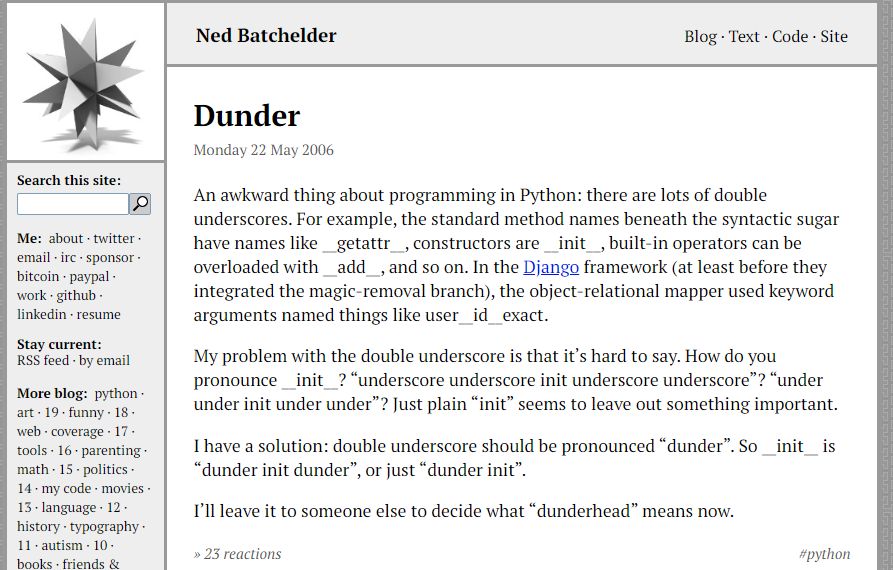 Ned Batchelder
Blog · Text · Code · Site
Search this site:
Me: about · twitter ·
email · irc · sponsor ·
bitcoin · paypal ·
work · github ·
linkedin · resume
Stay current:
RSS feed · by email
More blog: python ·
art · 19 · funny · 18 ·
web · coverage · 17 ·
tools · 16 · parenting ·
math · 15 · politics ·
14 · my code · movies ·
13 · language · 12 ·
history · typography ·
11 · autism · 10 ·
books · friends &
Dunder
Monday 22 May 2006
An awkward thing about programming in Python: there are lots of double
underscores. For example, the standard method names beneath the syntactic sugar
have names like __getattr__, constructors are __init__, built-in operators can be
overloaded with __add__, and so on. In the Django framework (at least before they
integrated the magic-removal branch), the object-relational mapper used keyword
arguments named things like user__id__exact.
My problem with the double underscore is that it’s hard to say. How do you
pronounce __init__? “underscore underscore init underscore underscore”? “under
under init under under”? Just plain “init” seems to leave out something important.
I have a solution: double underscore should be pronounced “dunder”. So __init__ is
“dunder init dunder”, or just “dunder init”.
I’ll leave it to someone else to decide what “dunderhead” means now.
» 23 reactions
#python